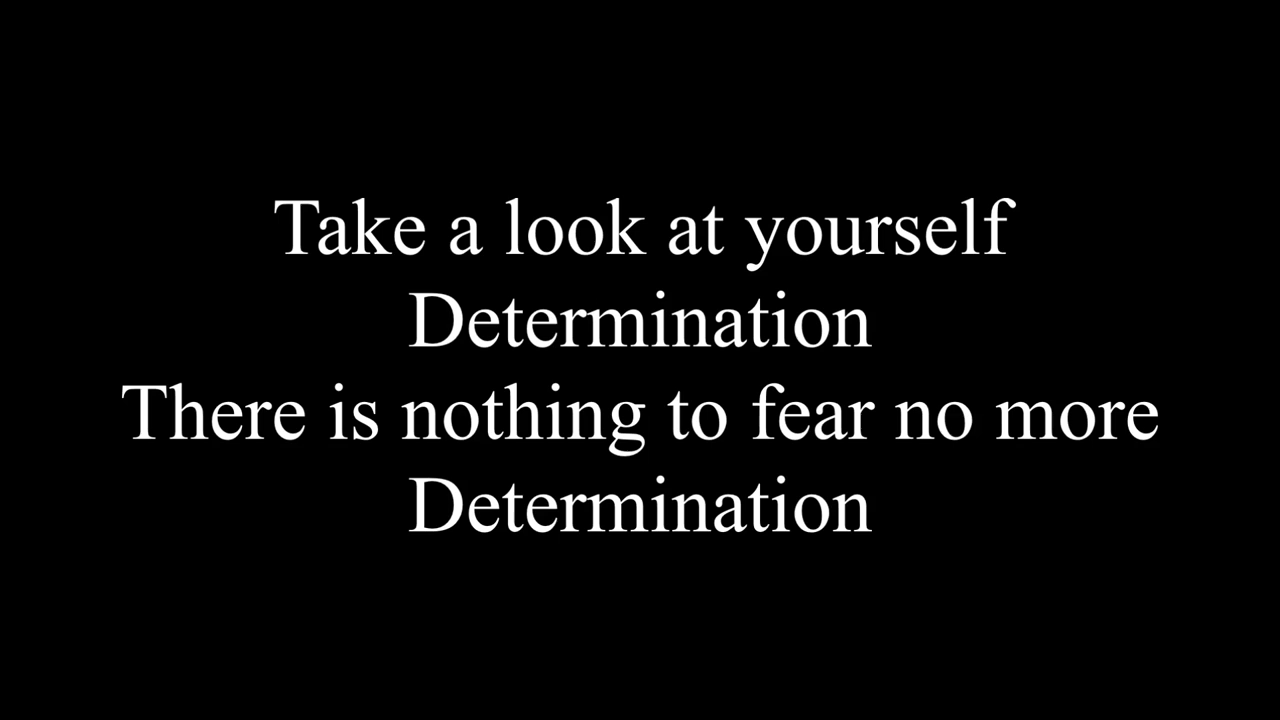 Take a look at yourself
Determination
There is nothing to fear no more
Determination